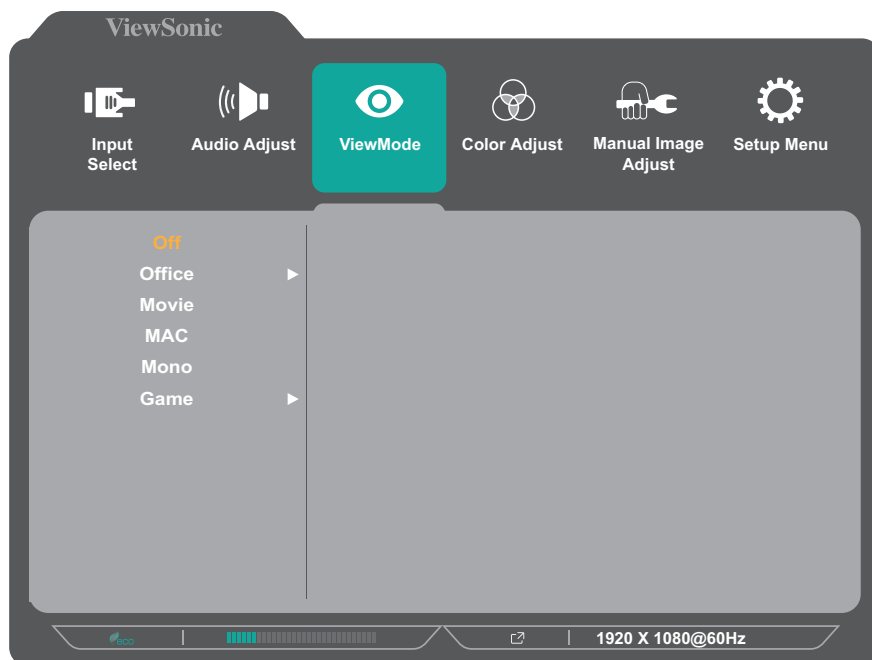 ViewSonic
Input Select
Audio Adjust
ViewMode
Color Adjust
Manual Image Adjust
Setup Menu
Off
Office
Movie
MAC
Mono
Game
eco
1920 X 1080@60Hz